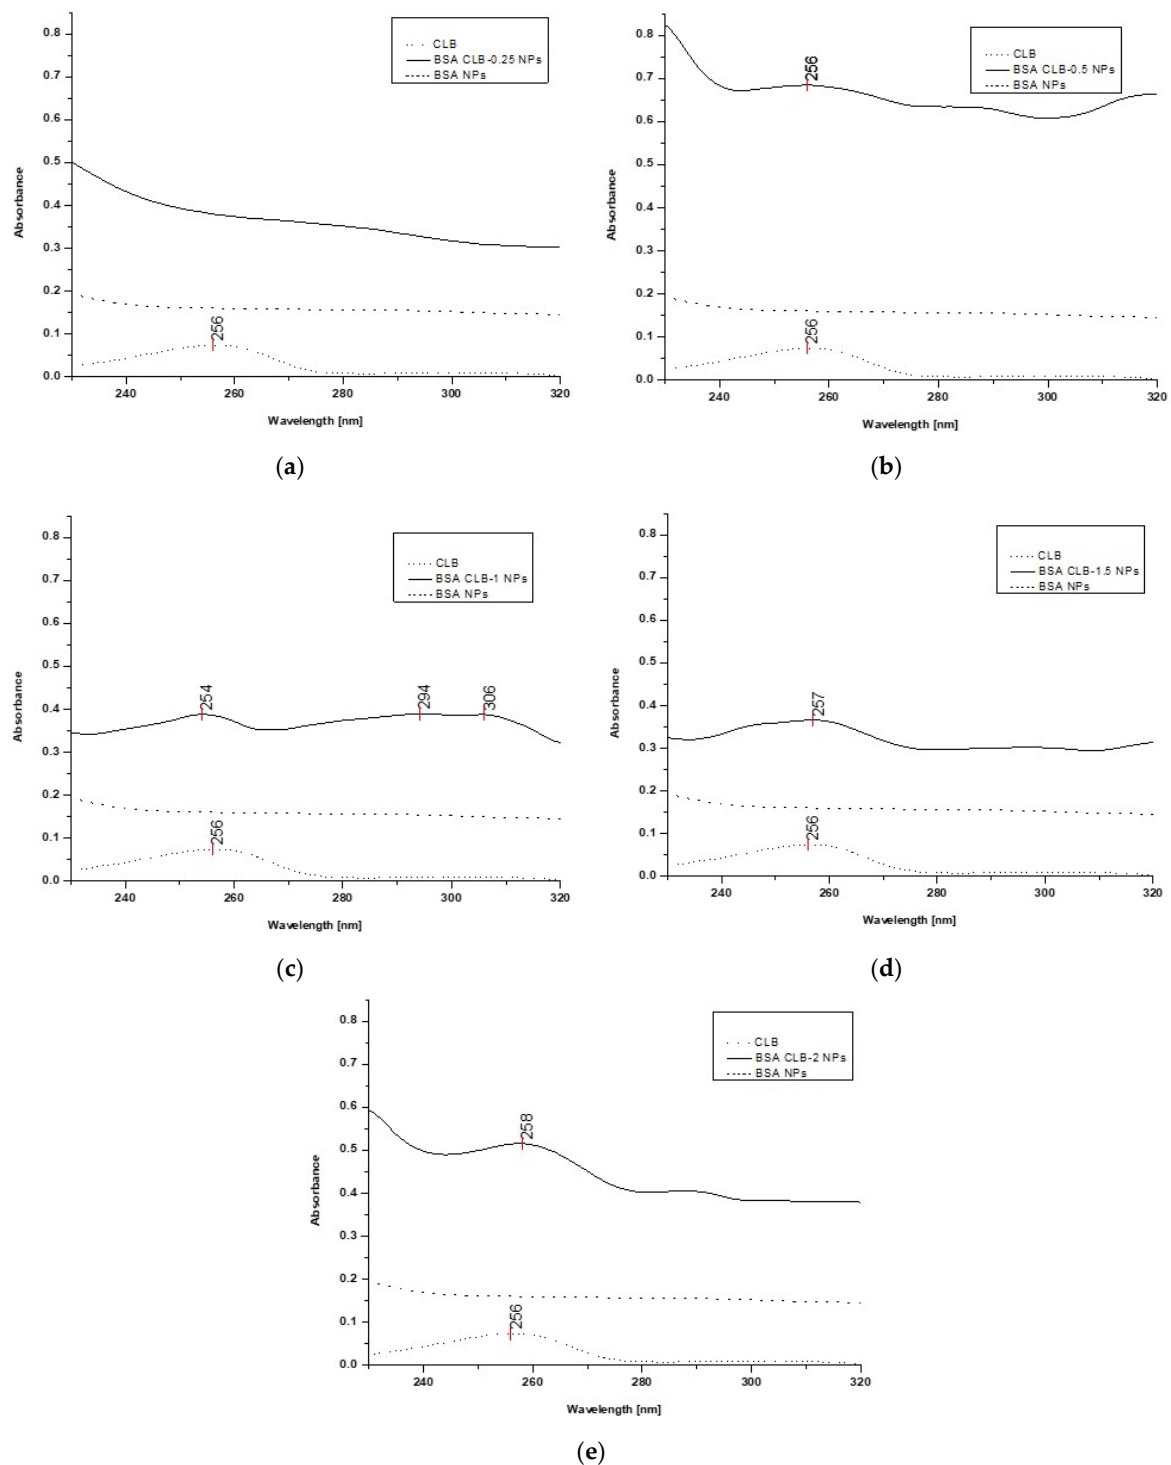 0.8
0.7
0.6
0.5
0.4
0.3
0.2
0.1
0.0
Absorbance
CLB
BSA CLB-0.25 NPs
BSA NPs
256
240 260 280 300 320
Wavelength [nm]
(a)
0.8
0.7
0.6
0.5
0.4
0.3
0.2
0.1
0.0
Absorbance
CLB
BSA CLB-0.5 NPs
BSA NPs
256
256
240 260 280 300 320
Wavelength [nm]
(b)
0.8
0.7
0.6
0.5
0.4
0.3
0.2
0.1
0.0
Absorbance
CLB
BSA CLB-1 NPs
BSA NPs
254 294 306
256
240 260 280 300 320
Wavelength [nm]
(c)
0.8
0.7
0.6
0.5
0.4
0.3
0.2
0.1
0.0
Absorbance
CLB
BSA CLB-1.5 NPs
BSA NPs
257
256
240 260 280 300 320
Wavelength [nm]
(d)
0.8
0.7
0.6
0.5
0.4
0.3
0.2
0.1
0.0
Absorbance
CLB
BSA CLB-2 NPs
BSA NPs
258
256
240 260 280 300 320
Wavelength [nm]
(e)